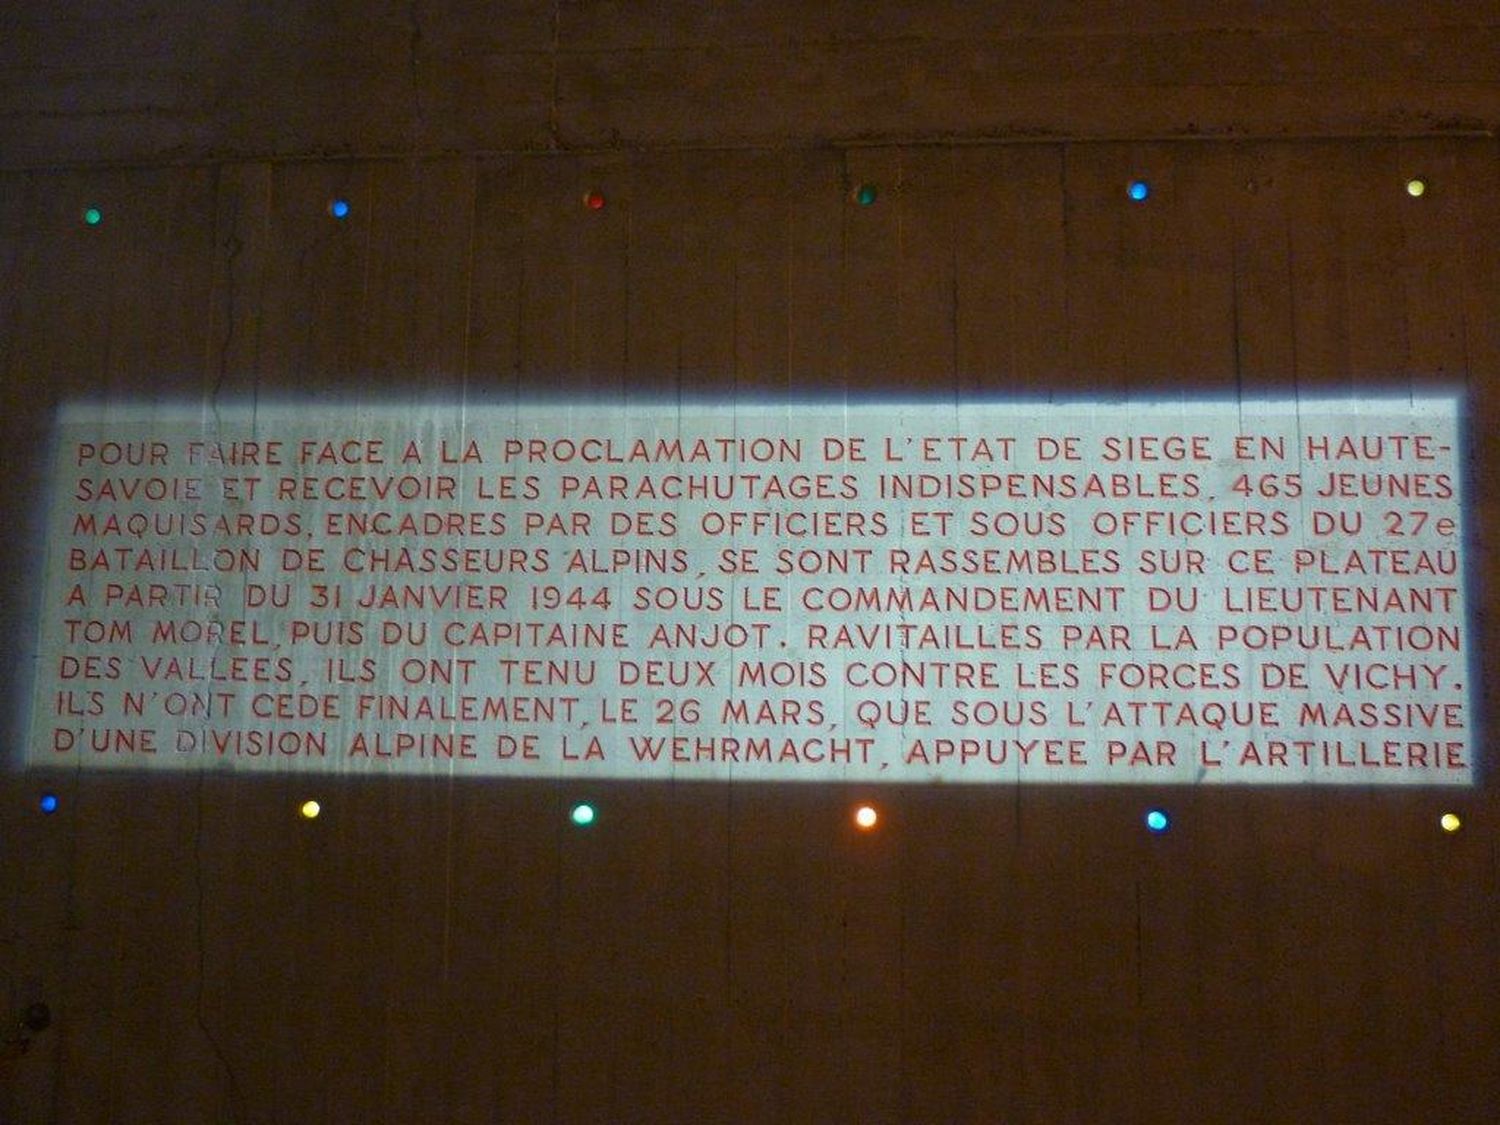 POUR FAIRE FACE A LA PROCLAMATION DE L'ETAT DE SIEGE EN HAUTE-
SAVOIE ET RECEVOIR LES PARACHUTAGES INDISPENSABLES, 465 JEUNES
MAQUISARDS, ENCADRES PAR DES OFFICIERS ET SOUS OFFICIERS DU 27e
BATAILLON DE CHASSEURS ALPINS, SE SONT RASSEMBLES SUR CE PLATEAU
A PARTIR DU 31 JANVIER 1944 SOUS LE COMMANDEMENT DU LIEUTENANT
TOM MOREL, PUIS DU CAPITAINE ANJOT. RAVITAILLES PAR LA POPULATION
DES VALLEES, ILS ONT TENU DEUX MOIS CONTRE LES FORCES DE VICHY.
ILS N'ONT CEDE FINALEMENT, LE 26 MARS, QUE SOUS L'ATTAQUE MASSIVE
D'UNE DIVISION ALPINE DE LA WEHRMACHT, APPUYEE PAR L'ARTILLERIE